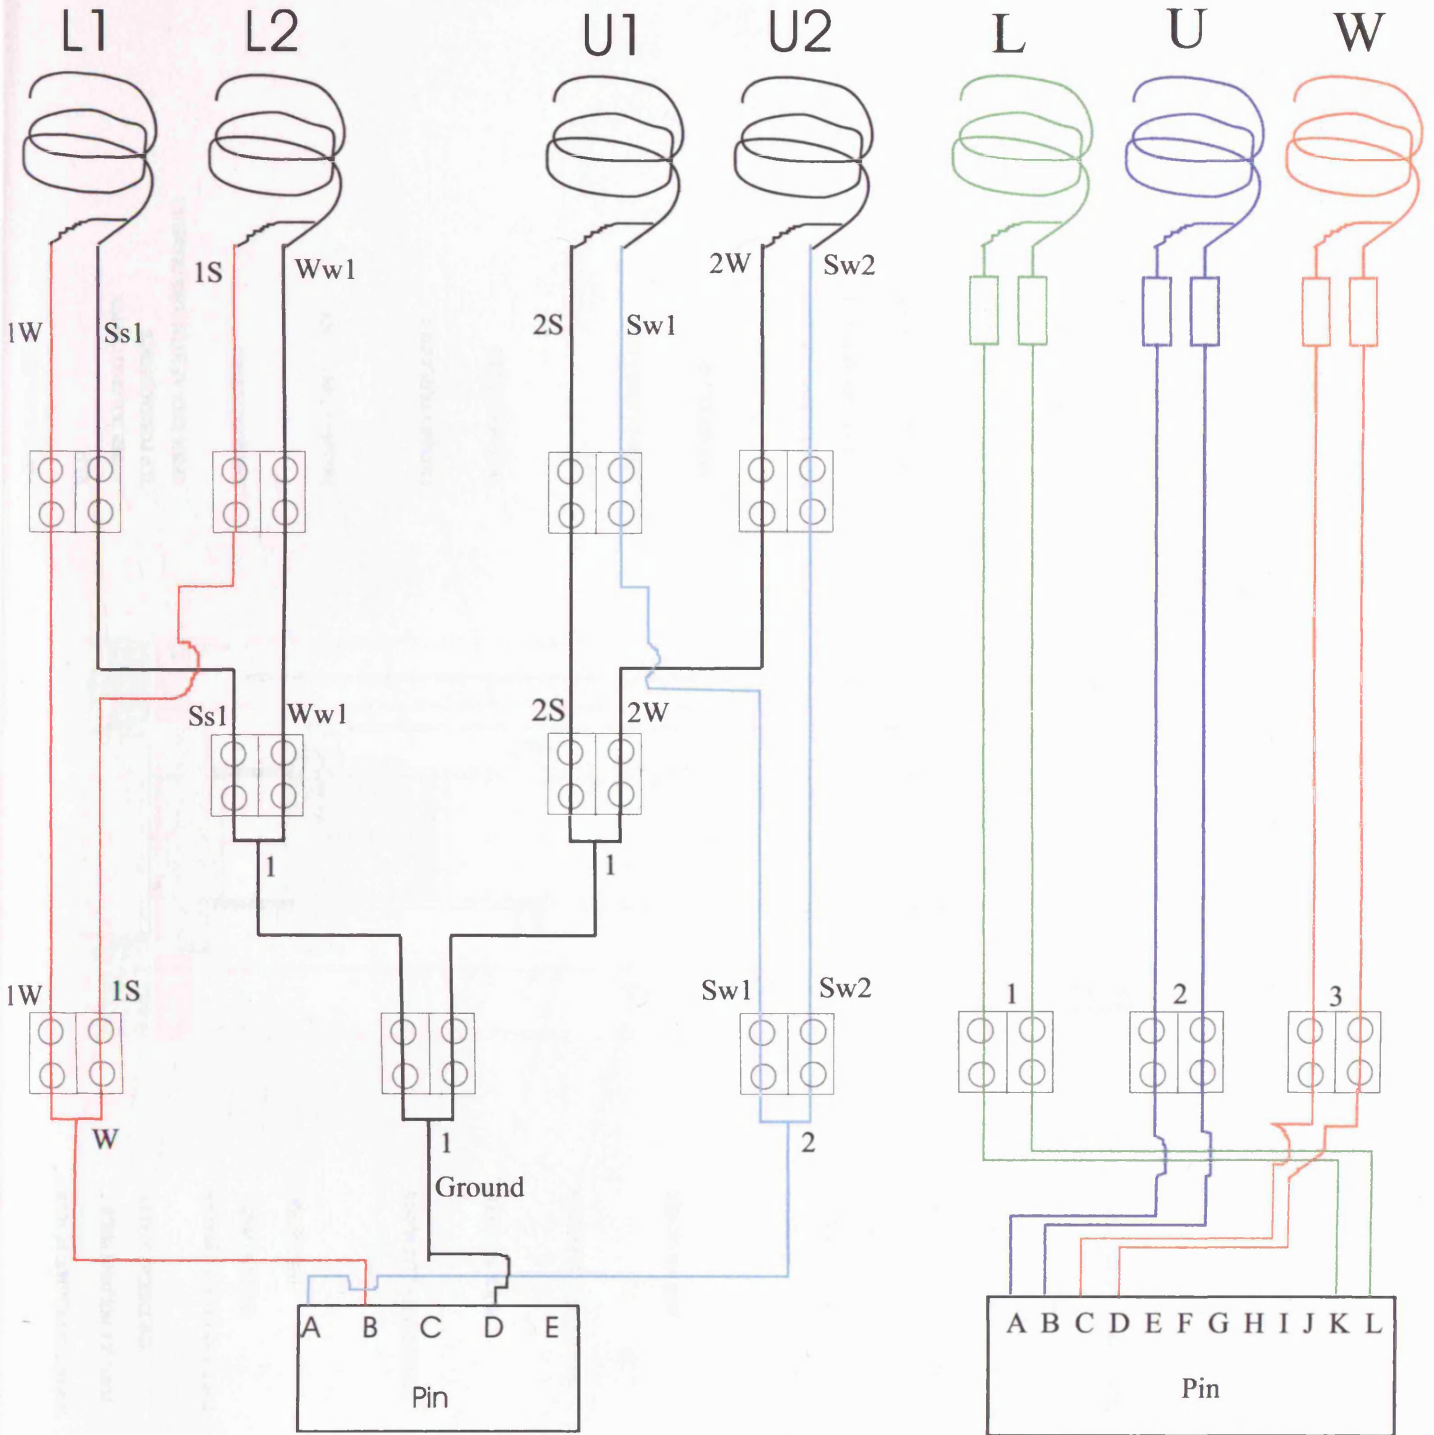 L1 L2 U1 U2 L U W
1S Ww1 2W Sw2
1W Ss1 2S Sw1
Ss1 Ww1 2S 2W
1 1
1W 1S Sw1 Sw2 1 2 3
W 1 2
Ground
A B C D E A B C D E F G H I J K L
Pin Pin